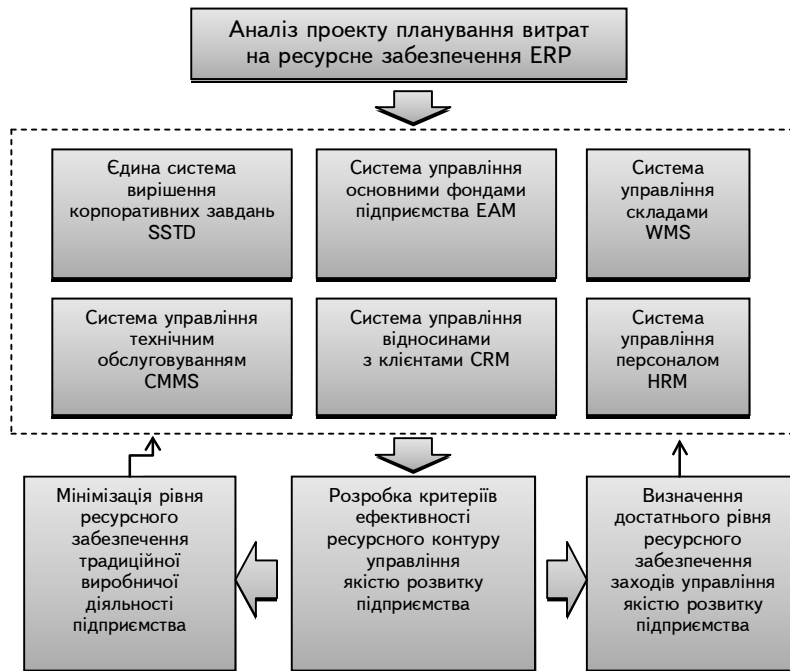 Аналіз проекту планування витрат
на ресурсне забезпечення ERP
Єдина система
вирішення
корпоративних завдань
SSTD
Система управління
основними фондами
підприємства EAM
Система
управління
складами
WMS
Система управління
технічним
обслуговуванням
CMMS
Система управління
відносинами
з клієнтами CRM
Система
управління
персоналом
HRM
Мінімізація рівня
ресурсного
забезпечення
традиційної
виробничої
діяльності
підприємства
Розробка критеріїв
ефективності
ресурсного контуру
управління
якістю розвитку
підприємства
Визначення
достатнього рівня
ресурсного
забезпечення
заходів управління
якістю розвитку
підприємства